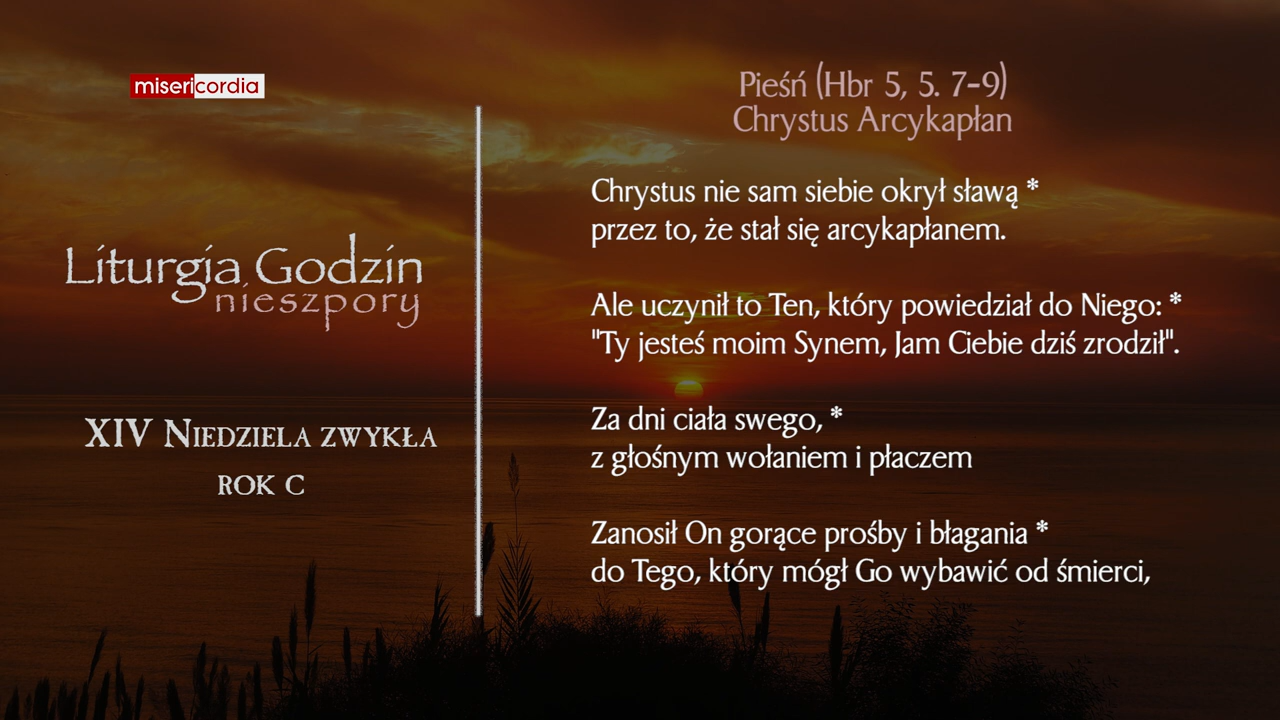 misericordia
Liturgia Godzin
nieszpory
XIV Niedziela zwykła
rok C
Pieśń (Hbr 5, 5. 7-9)
Chrystus Arcykapłan
Chrystus nie sam siebie okrył sławą *
przez to, że stał się arcykapłanem.
Ale uczynił to Ten, który powiedział do Niego: *
"Ty jesteś moim Synem, Jam Ciebie dziś zrodził".
Za dni ciała swego, *
z głośnym wołaniem i płaczem
Zanosił On gorące prośby i błagania *
do Tego, który mógł Go wybawić od śmierci,